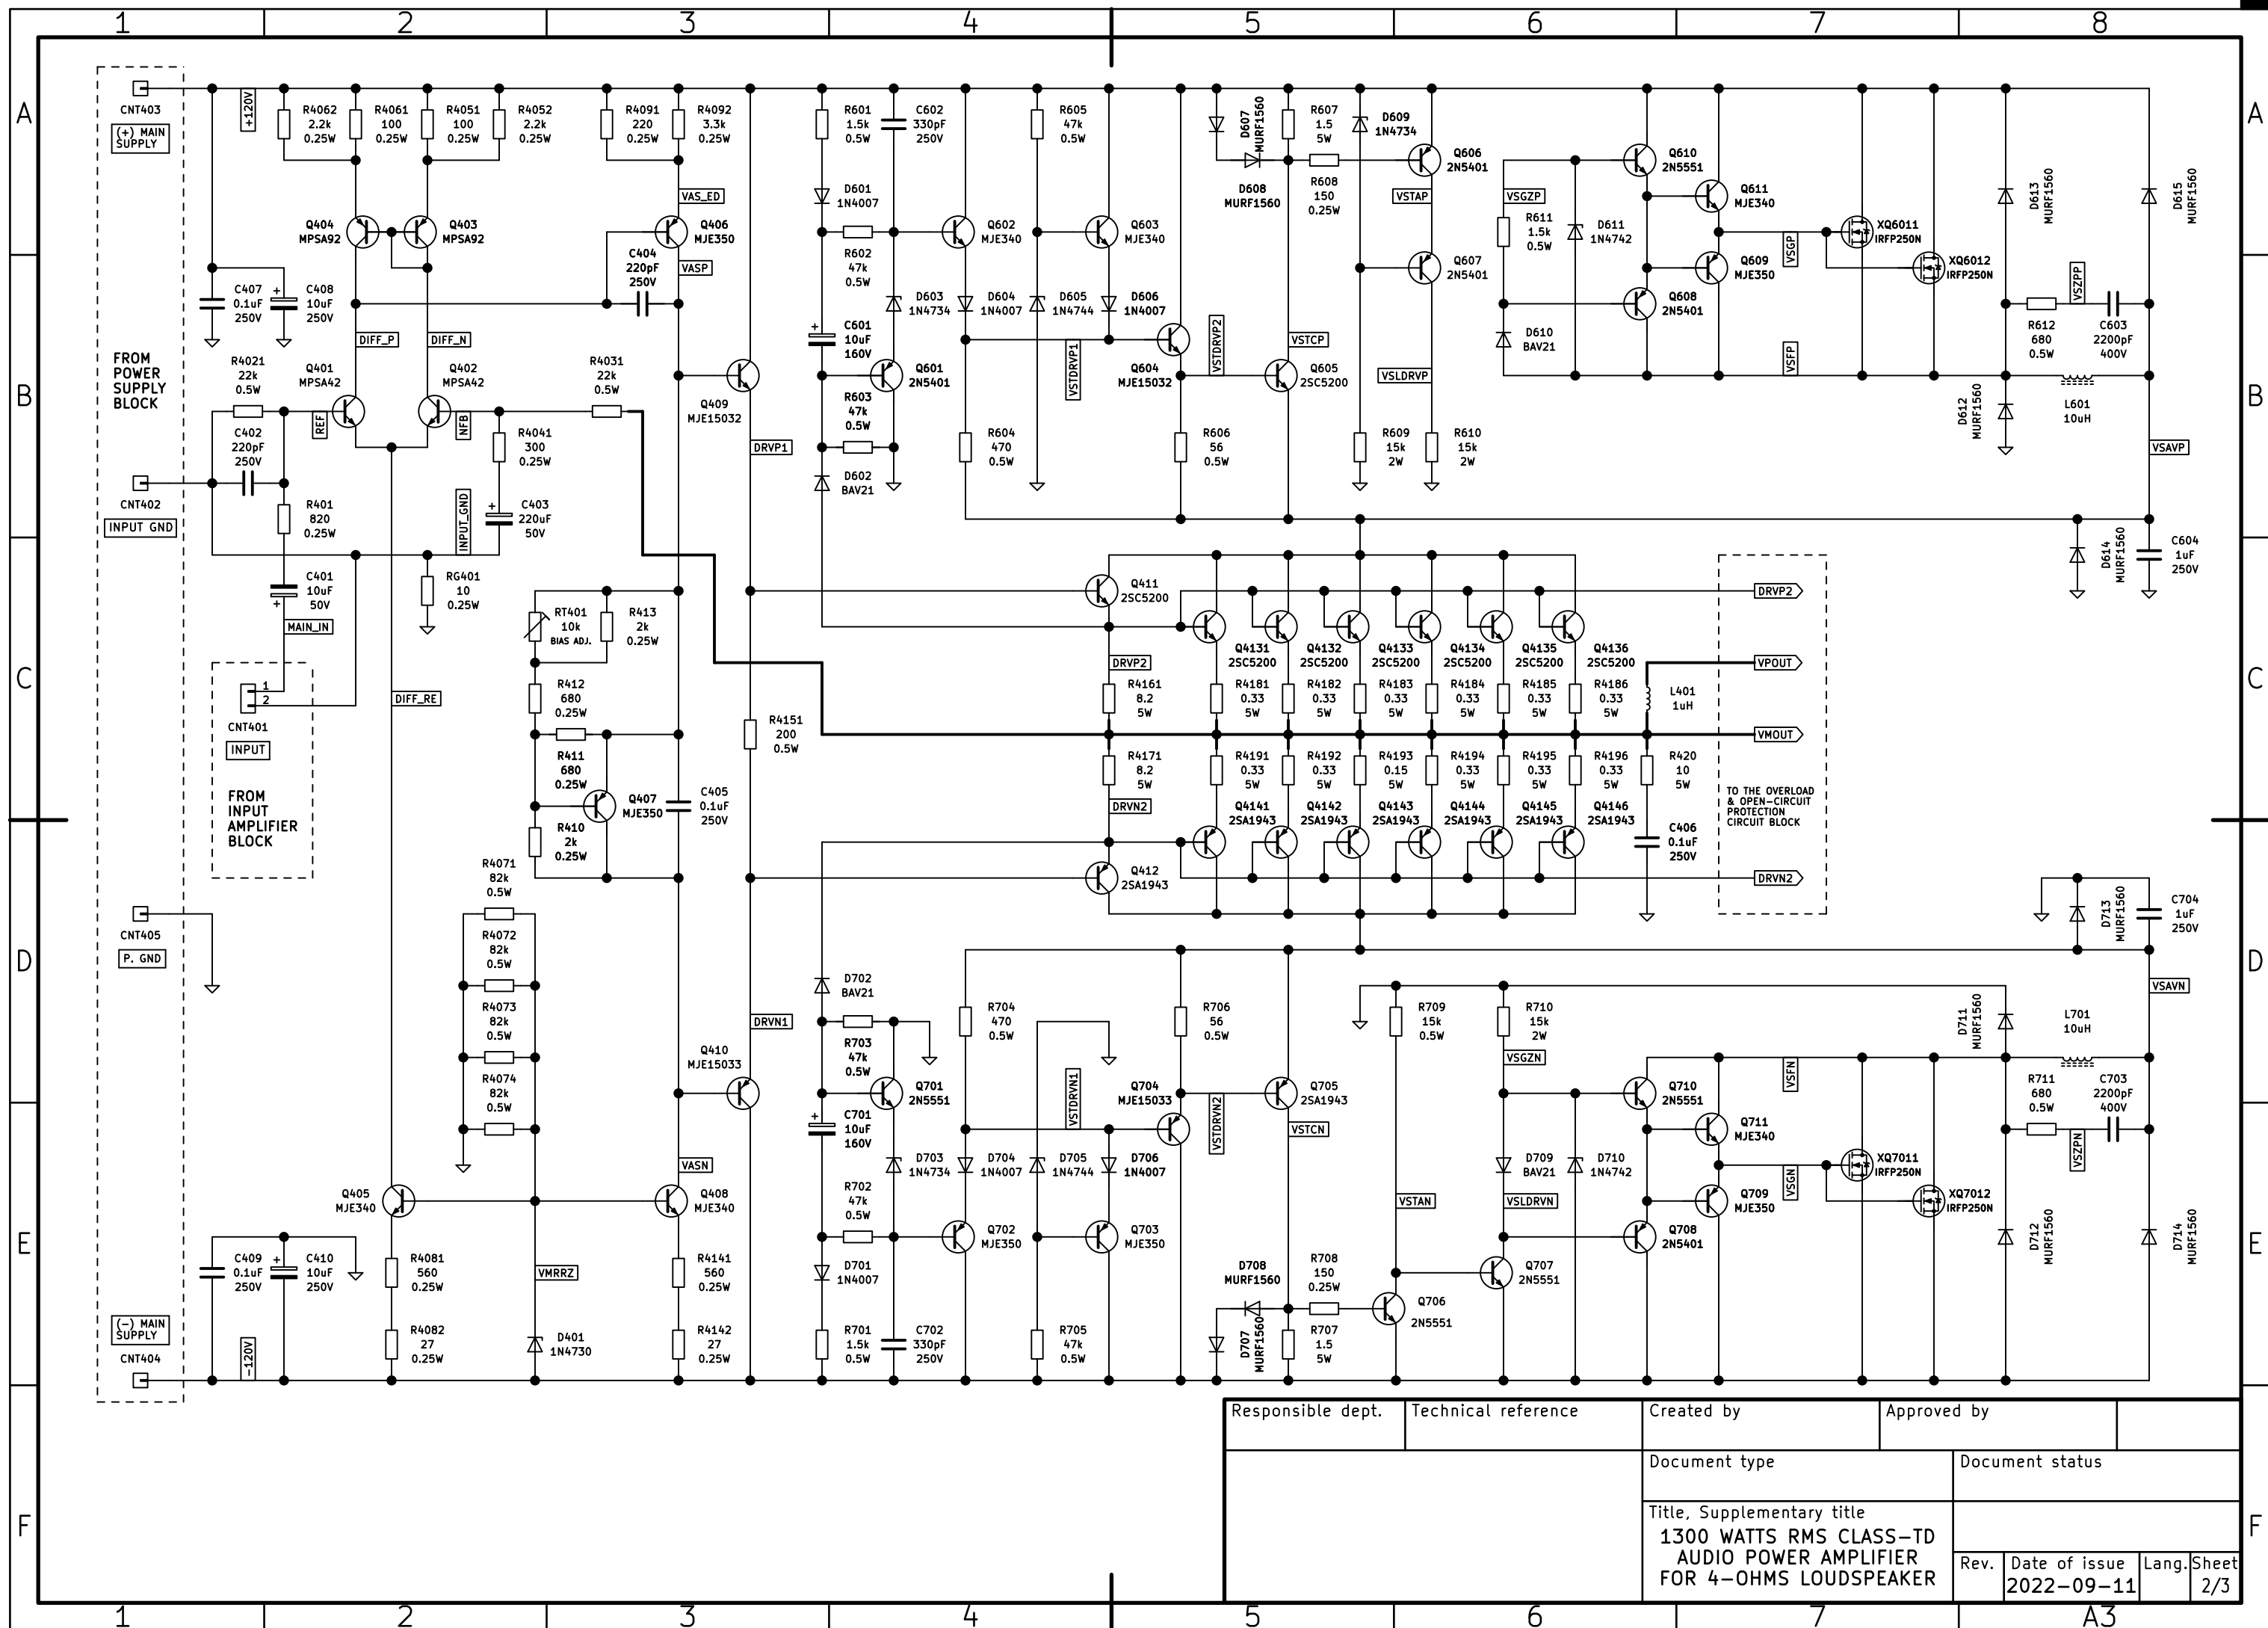 1 2 3 4 5 6 7 8
A
CNT403
(+) MAIN
SUPPLY
+120V
R4062
2.2k
0.25W
R4061
100
0.25W
R4051
100
0.25W
R4052
2.2k
0.25W
R4091
220
0.25W
R4092
3.3k
0.25W
R601
1.5k
0.5W
C602
330pF
250V
R605
47k
0.5W
D607
MURF1560
R607
1.5
5W
D609
1N4734
D608
MURF1560
R608
150
0.25W
Q606
2N5401
VSTAP
Q610
2N5551
VSGZP
Q611
MJE340
D613
MURF1560
D615
MURF1560
A
VAS_ED
D601
1N4007
Q404
MPSA92
Q403
MPSA92
Q406
MJE350
VASP
C404
220pF
250V
R602
47k
0.5W
Q602
MJE340
Q603
MJE340
R611
1.5k
0.5W
D611
1N4742
Q607
2N5401
Q609
MJE350
VSGP
XQ6011
IRFP250N
XQ6012
IRFP250N
VSZPP
B
C407
0.1uF
250V
C408
10uF
250V
D603
1N4734
D604
1N4007
D605
1N4744
D606
1N4007
Q608
2N5401
D610
BAV21
R612
680
0.5W
C603
2200pF
400V
DIFF_P
DIFF_N
C601
10uF
160V
VSTDRVP1
VSTDRVP2
VSTCP
VSFP
FROM
POWER
SUPPLY
BLOCK
R4021
22k
0.5W
Q401
MPSA42
Q402
MPSA42
R4031
22k
0.5W
Q409
MJE15032
Q601
2N5401
Q604
MJE15032
Q605
2SC5200
VSLDRVP
D612
MURF1560
L601
10uH
B
REF
NFB
C402
220pF
250V
R4041
300
0.25W
DRVP1
R603
47k
0.5W
R604
470
0.5W
R606
56
0.5W
R609
15k
2W
R610
15k
2W
VSAVP
CNT402
INPUT GND
R401
820
0.25W
INPUT_GND
C403
220uF
50V
D602
BAV21
C
C401
10uF
50V
MAIN_IN
RG401
10
0.25W
RT401
10k
BIAS ADJ.
R413
2k
0.25W
Q411
2SC5200
DRVP2
D614
MURF1560
C604
1uF
250V
DRVP2
Q4131
2SC5200
Q4132
2SC5200
Q4133
2SC5200
Q4134
2SC5200
Q4135
2SC5200
Q4136
2SC5200
VPOUT
C
1
2
CNT401
INPUT
DIFF_RE
R412
680
0.25W
R4151
200
0.5W
R4161
8.2
5W
R4181
0.33
5W
R4182
0.33
5W
R4183
0.33
5W
R4184
0.33
5W
R4185
0.33
5W
R4186
0.33
5W
L401
1uH
VMOUT
R411
680
0.25W
R4171
8.2
5W
R4191
0.33
5W
R4192
0.33
5W
R4193
0.15
5W
R4194
0.33
5W
R4195
0.33
5W
R4196
0.33
5W
R420
10
5W
FROM
INPUT
AMPLIFIER
BLOCK
Q407
MJE350
C405
0.1uF
250V
DRVN2
TO THE OVERLOAD
& OPEN-CIRCUIT
PROTECTION
CIRCUIT BLOCK
R410
2k
0.25W
Q4141
2SA1943
Q4142
2SA1943
Q4143
2SA1943
Q4144
2SA1943
Q4145
2SA1943
Q4146
2SA1943
C406
0.1uF
250V
Q412
2SA1943
DRVN2
D
R4071
82k
0.5W
R4072
82k
0.5W
R4073
82k
0.5W
R4074
82k
0.5W
CNT405
P. GND
D713
MURF1560
C704
1uF
250V
D
D702
BAV21
VSAVN
DRVN1
R703
47k
0.5W
R704
470
0.5W
R706
56
0.5W
R709
15k
0.5W
R710
15k
2W
D711
MURF1560
L701
10uH
Q410
MJE15033
VSGZN
VSFN
Q701
2N5551
VSTDRVN1
Q704
MJE15033
Q705
2SA1943
Q710
2N5551
R711
680
0.5W
C703
2200pF
400V
E
C701
10uF
160V
VSTDRVN2
VSTCN
Q711
MJE340
VSZPN
VASN
D703
1N4734
D704
1N4007
D705
1N4744
D706
1N4007
D709
BAV21
D710
1N4742
XQ7011
IRFP250N
Q405
MJE340
Q408
MJE340
R702
47k
0.5W
VSTAN
VSLDRVN
Q709
MJE350
VSGN
XQ7012
IRFP250N
Q702
MJE350
Q703
MJE350
Q708
2N5401
D712
MURF1560
D714
MURF1560
E
C409
0.1uF
250V
C410
10uF
250V
R4081
560
0.25W
VMRRZ
R4141
560
0.25W
D701
1N4007
D708
MURF1560
R708
150
0.25W
Q707
2N5551
Q706
2N5551
(-) MAIN
SUPPLY
CNT404
-120V
R4082
27
0.25W
D401
1N4730
R4142
27
0.25W
R701
1.5k
0.5W
C702
330pF
250V
R705
47k
0.5W
D707
MURF1560
R707
1.5
5W
F
Responsible dept. Technical reference Created by Approved by
Document type Document status
Title, Supplementary title
1300 WATTS RMS CLASS-TD
AUDIO POWER AMPLIFIER
FOR 4-OHMS LOUDSPEAKER
Rev. Date of issue Lang. Sheet
2022-09-11 2/3
F
1 2 3 4 5 6 7 A3